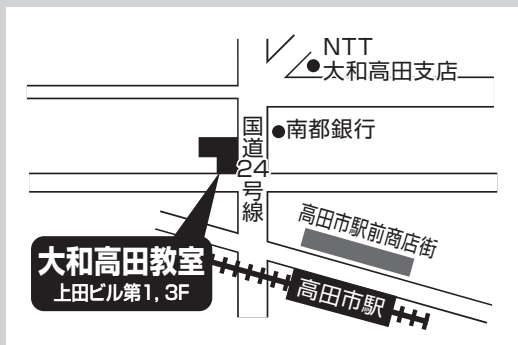 NTT
太和高田支店
南都銀行
国道24号線
高田市駅前商店街
大和高田教室
上田ビル第1, 3F
高田市駅